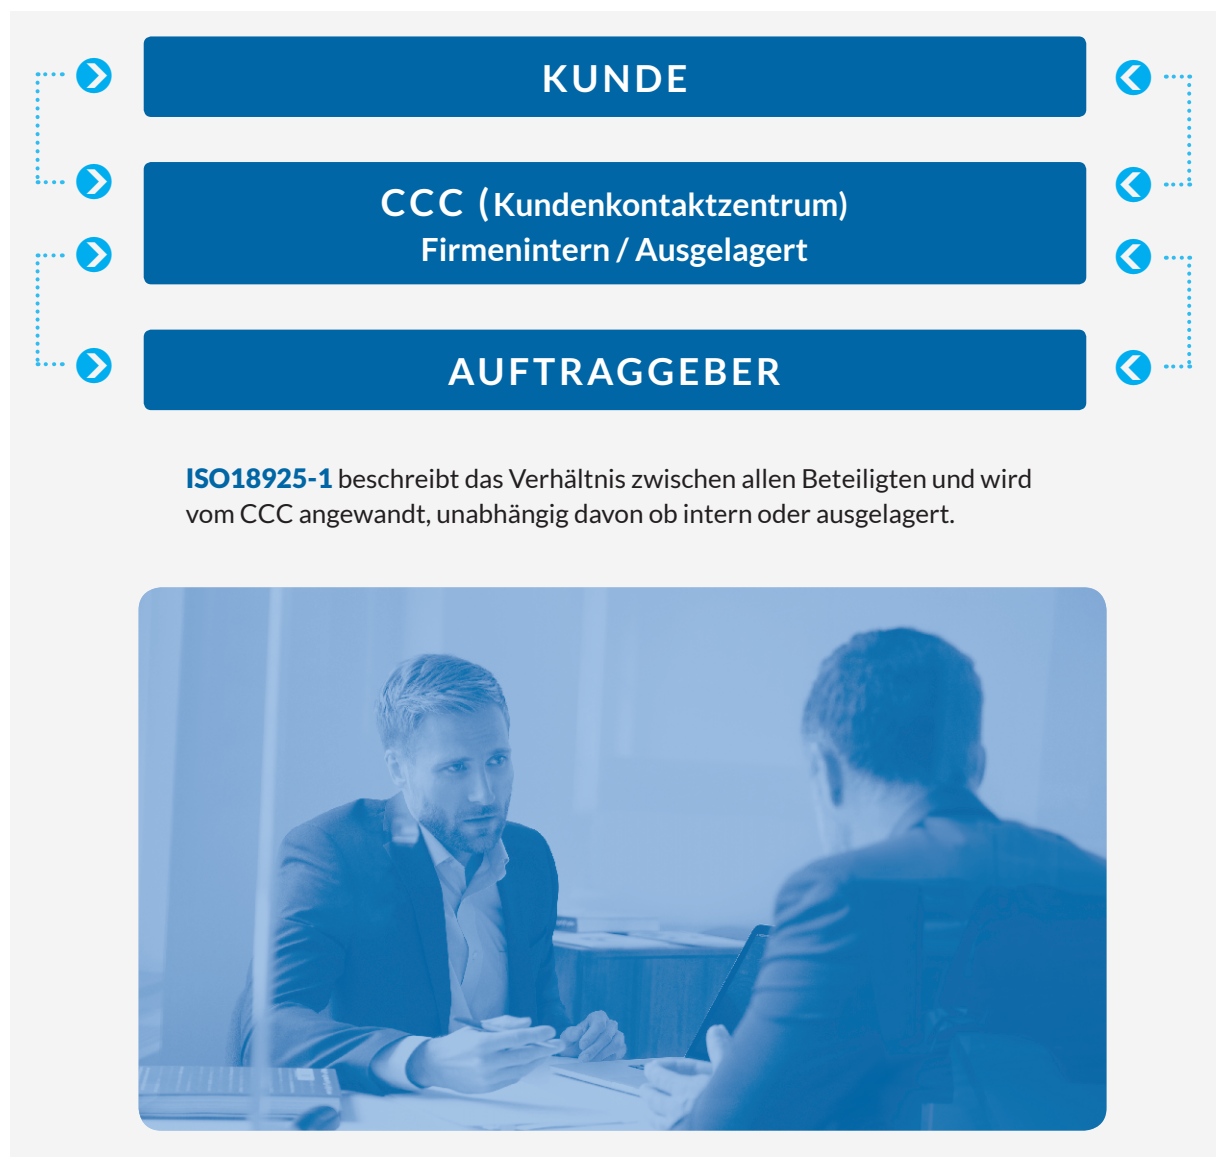 KUNDE
CCC (Kundenkontaktzentrum)
Firmenintern / Ausgelagert
AUFTRAGGEBER
ISO18925-1 beschreibt das Verhältnis zwischen allen Beteiligten und wird
vom CCC angewandt, unabhängig davon ob intern oder ausgelagert.